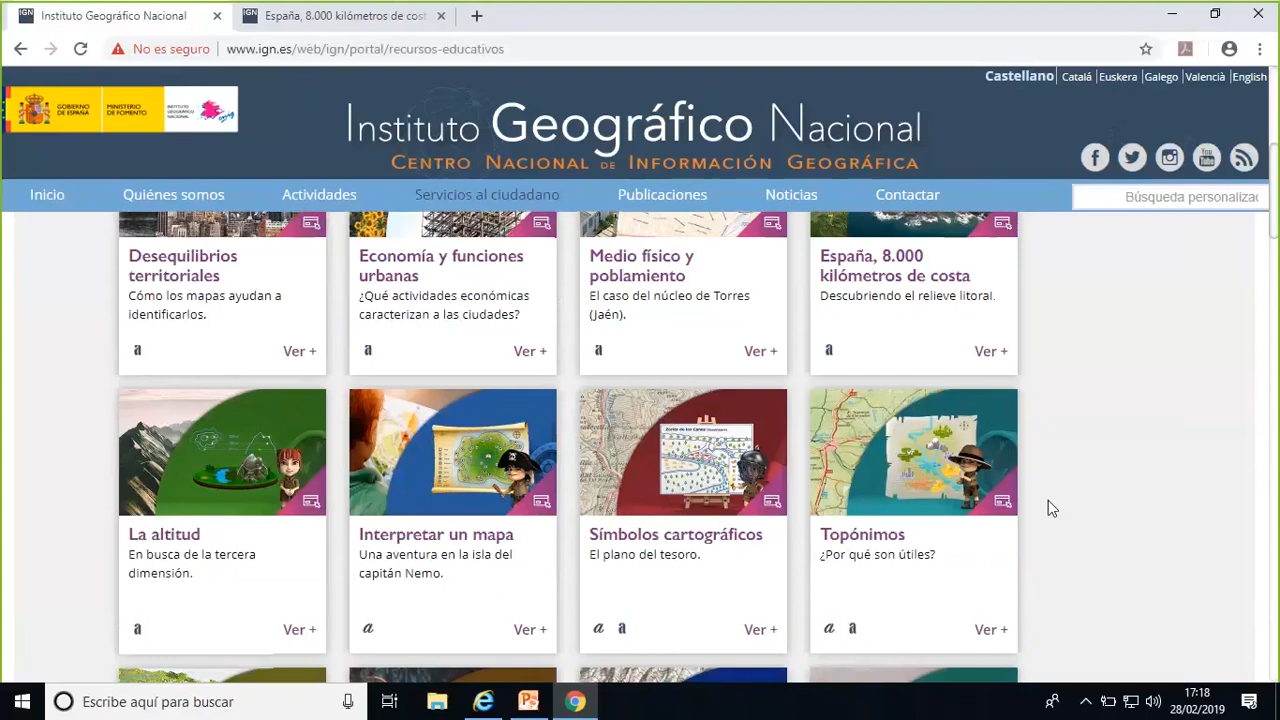 Instituto Geográfico Nacional
España, 8.000 kilómetros de cost
No es seguro
www.ign.es/web/ign/portal/recursos-educativos
Castellano Catalá Euskera Galego Valencià English
GOBIERNO DE ESPAÑA
MINISTERIO DE FOMENTO
INSTITUTO GEOGRÁFICO NACIONAL
Instituto Geográfico Nacional
CENTRO NACIONAL DE INFORMACIÓN GEOGRÁFICA
Inicio Quiénes somos Actividades Servicios al ciudadano Publicaciones Noticias Contactar
Búsqueda personalizad
Desequilibrios
territoriales
Cómo los mapas ayudan a
identificarlos.
a Ver +
Economía y funciones
urbanas
¿Qué actividades económicas
caracterizan a las ciudades?
a Ver +
Medio físico y
poblamiento
El caso del núcleo de Torres
(Jaén).
a Ver +
España, 8.000
kilómetros de costa
Descubriendo el relieve litoral.
a Ver +
La altitud
En busca de la tercera
dimensión.
a Ver +
Interpretar un mapa
Una aventura en la isla del
capitán Nemo.
a Ver +
Símbolos cartográficos
El plano del tesoro.
a a Ver +
Topónimos
¿Por qué son útiles?
a a Ver +
Escribe aquí para buscar
17:18
28/02/2019